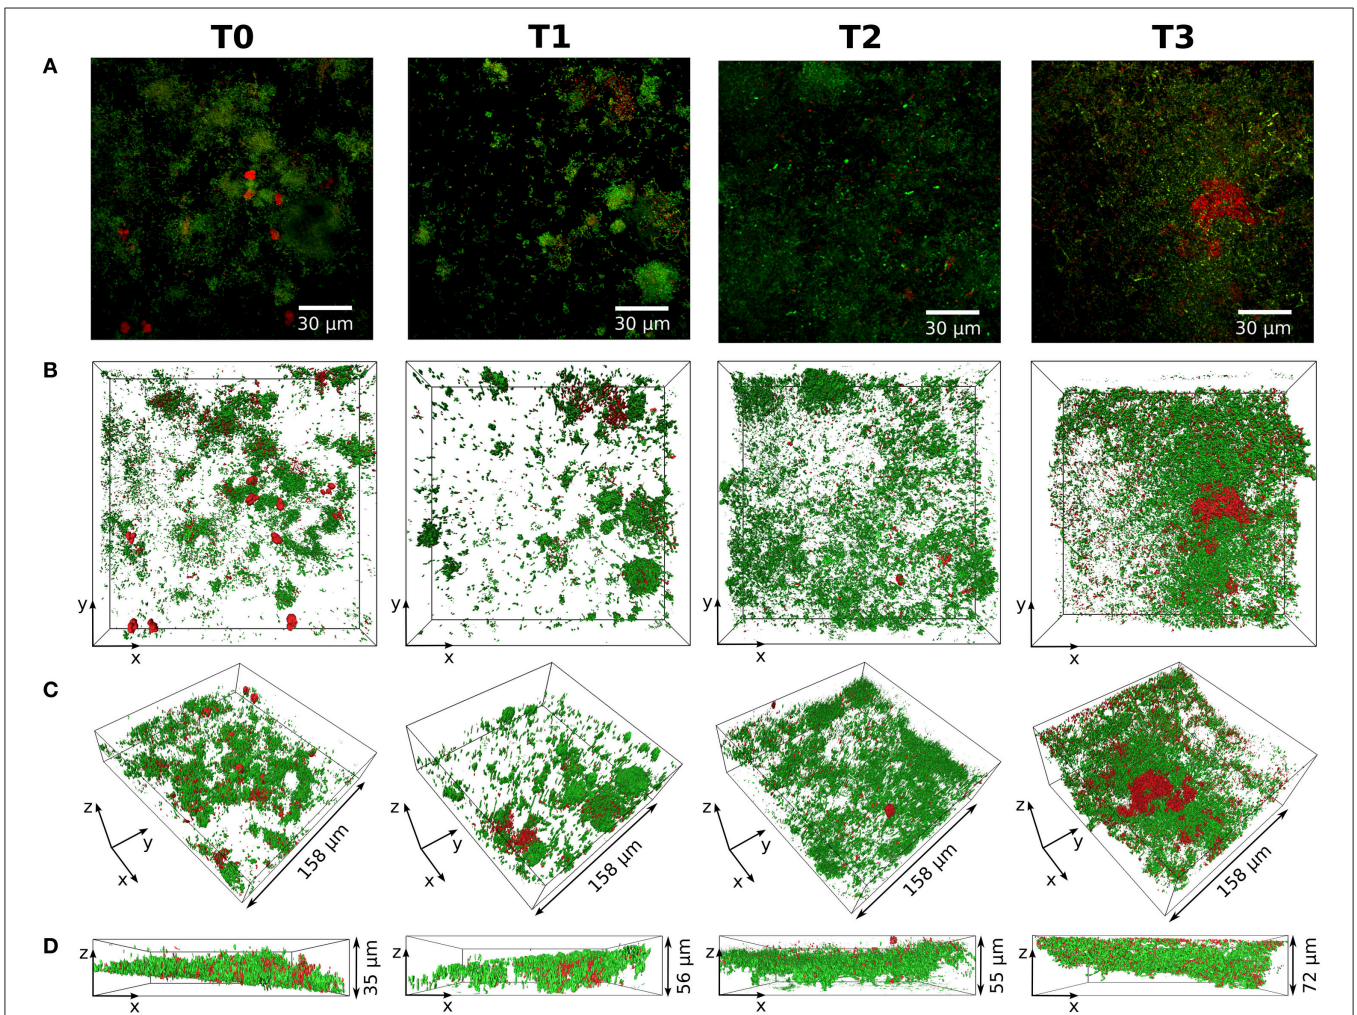 T0 T1 T2 T3
A
30 µm 30 µm 30 µm 30 µm
B
y y y y
x x x x
C
z z z z
y y y y
x x x x
158 µm 158 µm 158 µm 158 µm
D
z z z z
35 µm 56 µm 55 µm 72 µm
x x x x